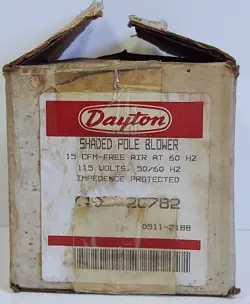 Dayton
SHADED POLE BLOWER
15 CFM-FREE AIR AT 60 HZ
115 VOLTS, 50/60 HZ
IMPEDENCE PROTECTED
2C782
0511-2188